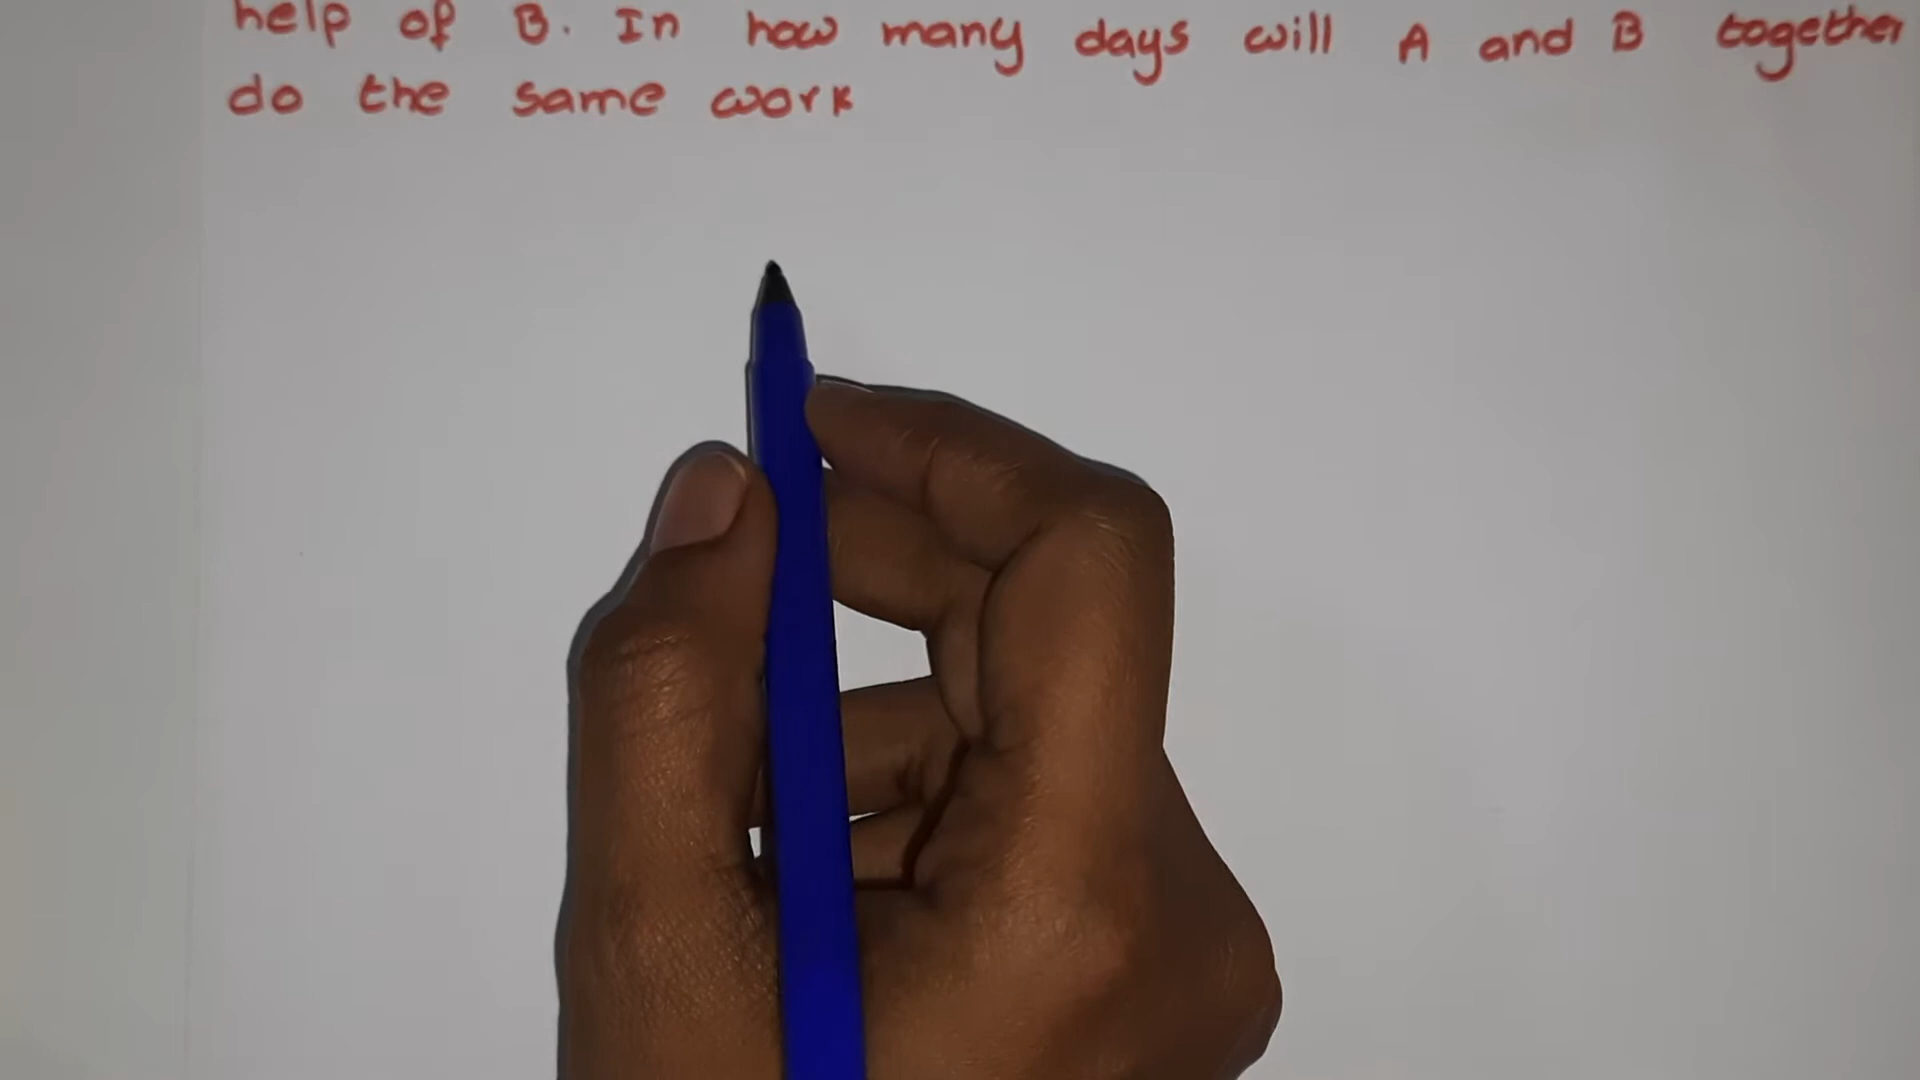 help of B. In how many days will A and B together
do the same work